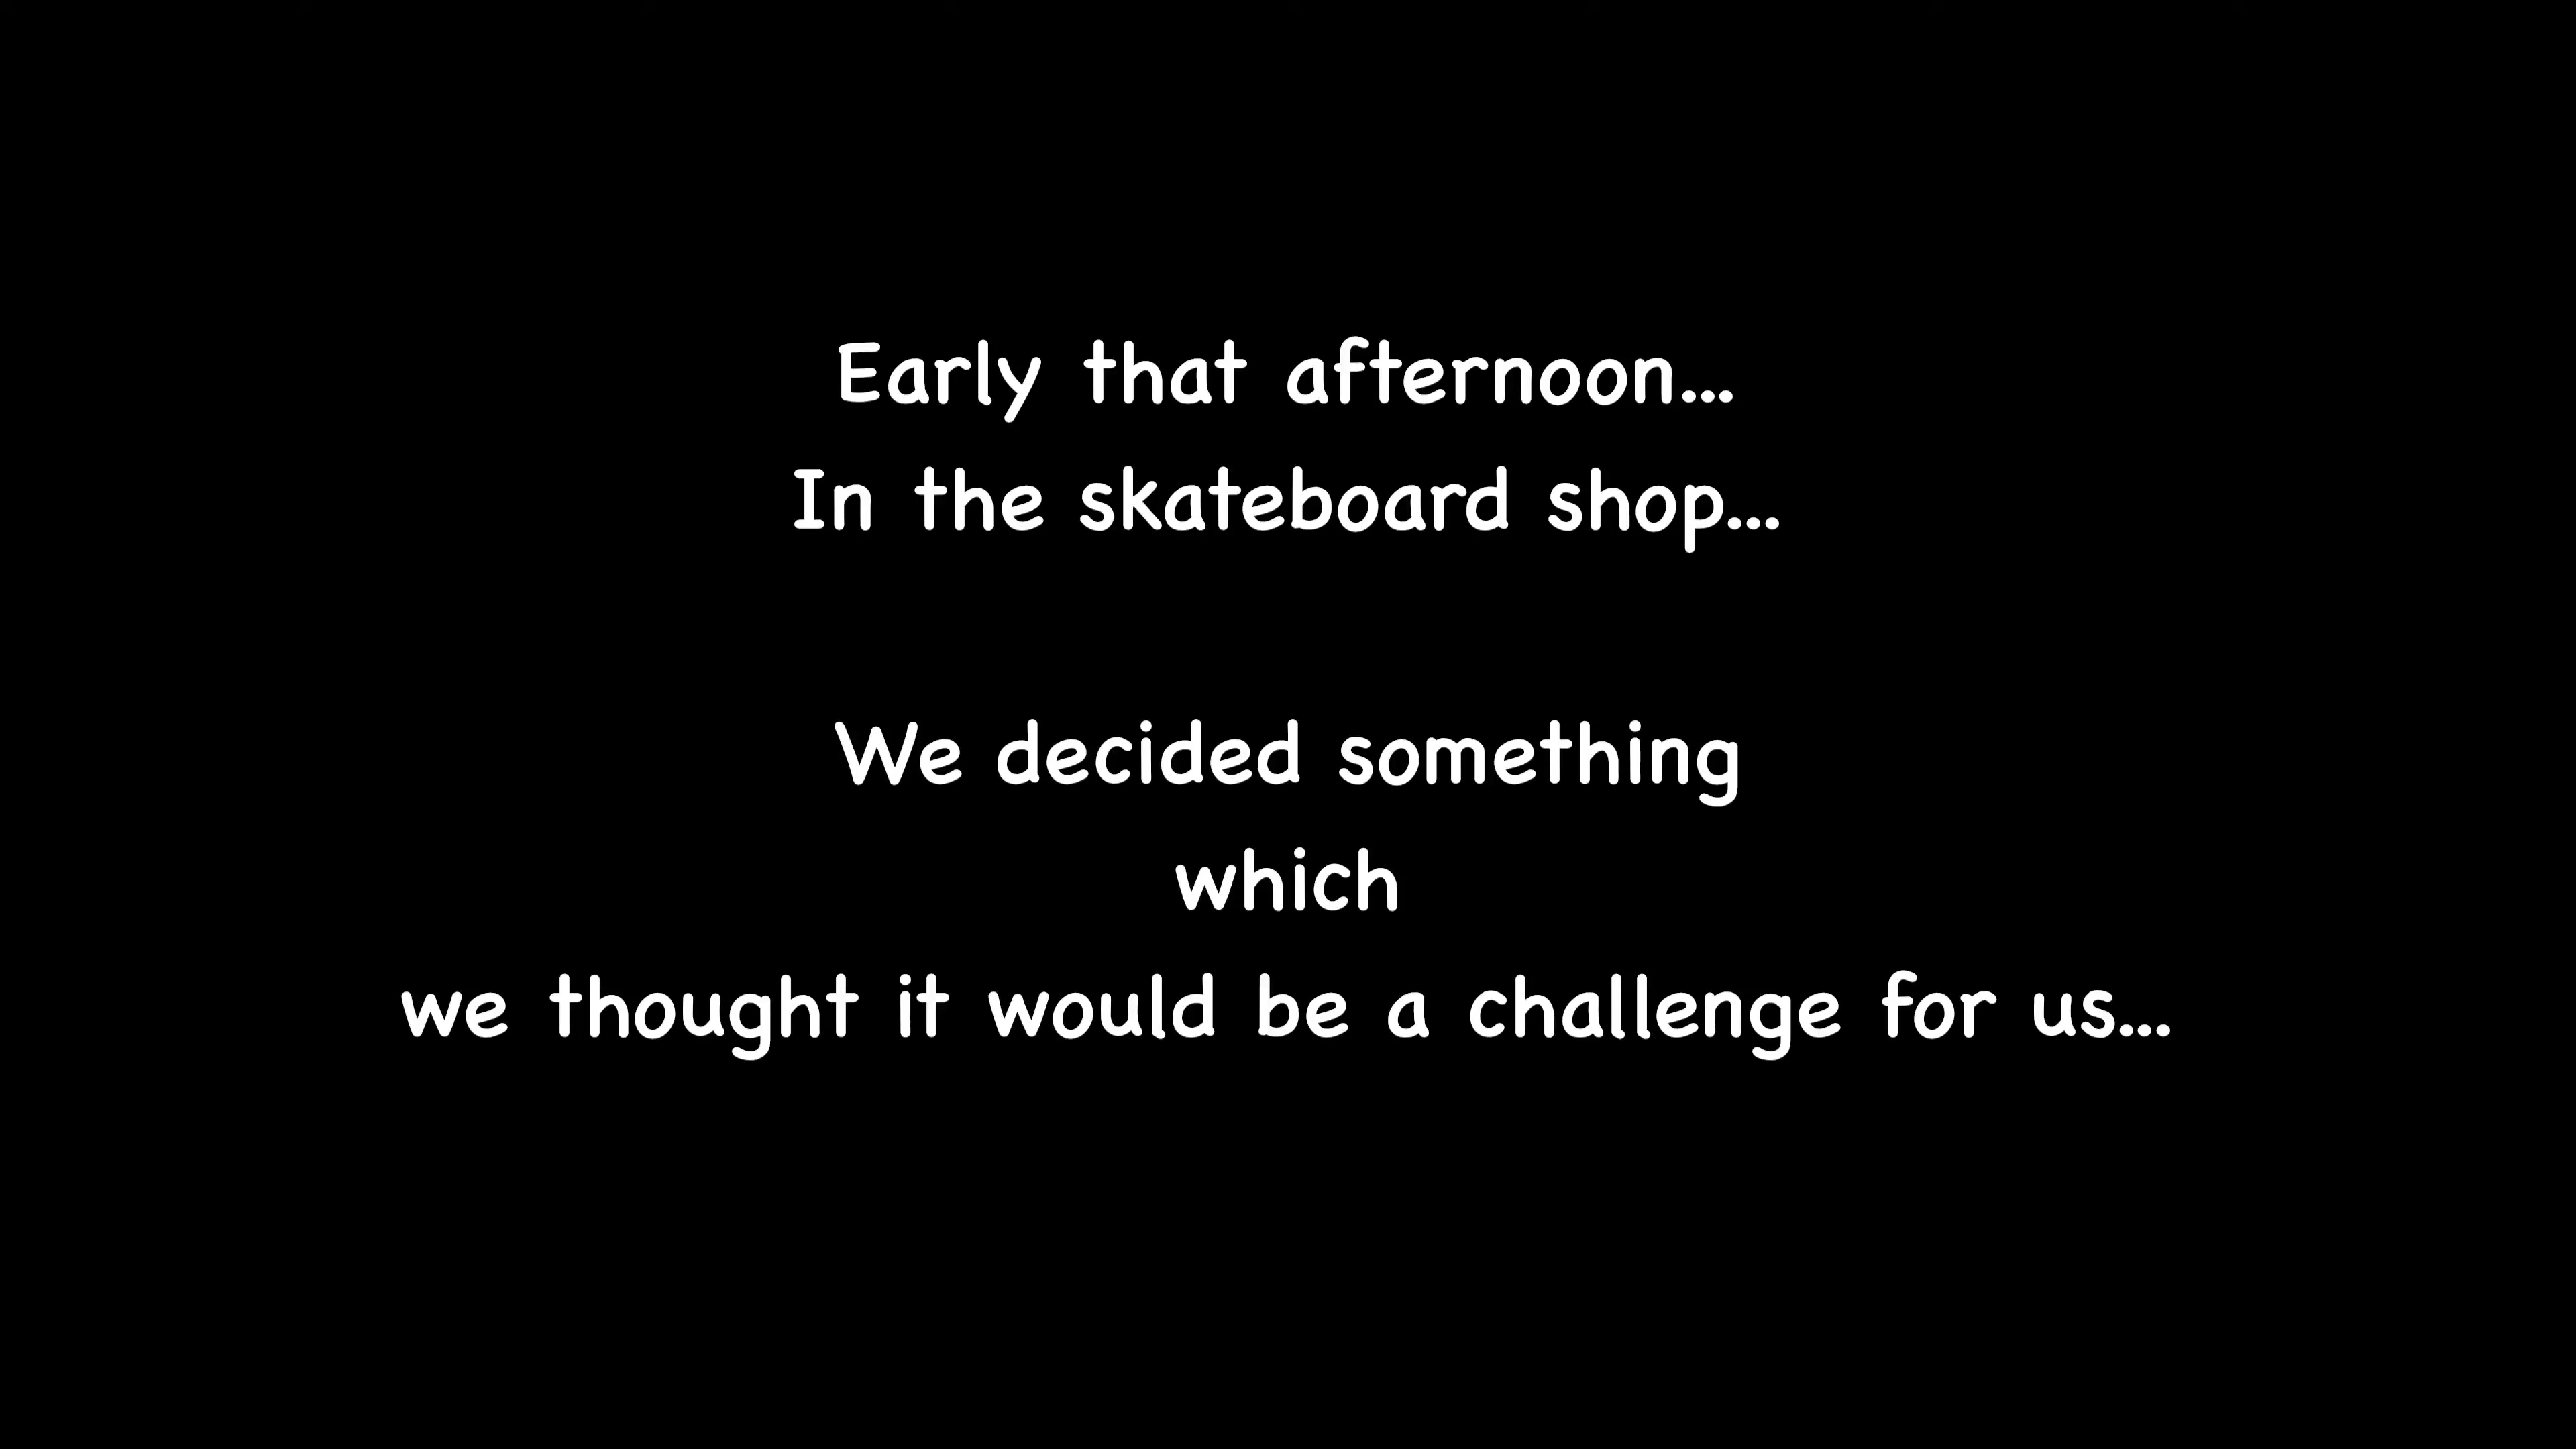 Early that afternoon...
In the skateboard shop...
We decided something
which
we thought it would be a challenge for us...